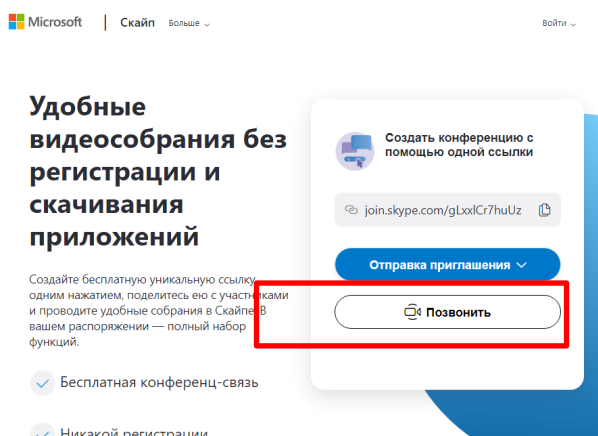 Microsoft | Скайп Больше Войти
Удобные
видеособрания без
регистрации и
скачивания
приложений
Создайте бесплатную уникальную ссылку
одним нажатием, поделитесь ею с участниками
и проводите удобные собрания в Скайпе. В
вашем распоряжении — полный набор
функций.
Бесплатная конференц-связь
Никакой регистрации
Создать конференцию с
помощью одной ссылки
join.skype.com/gLxxlCr7huUz
Отправка приглашения
Позвонить